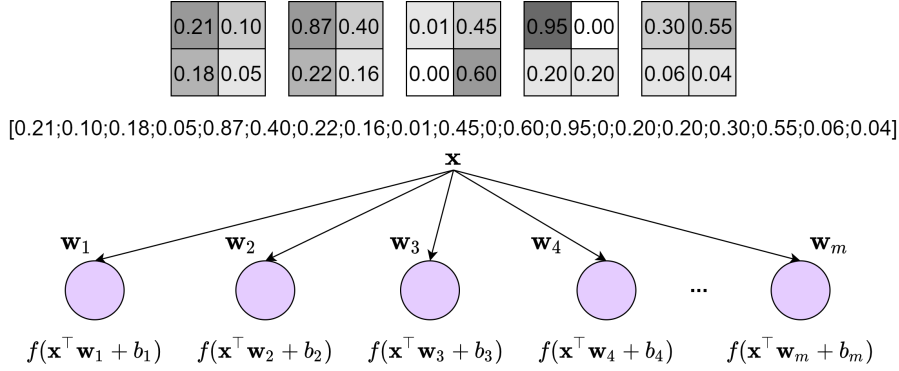 0.21 0.10 0.87 0.40 0.01 0.45 0.95 0.00 0.30 0.55
0.18 0.05 0.22 0.16 0.00 0.60 0.20 0.20 0.06 0.04
[0.21;0.10;0.18;0.05;0.87;0.40;0.22;0.16;0.01;0.45;0;0.60;0.95;0;0.20;0.20;0.30;0.55;0.06;0.04]
x
w₁ w₂ w₃ w₄ wₘ
...
f(x⊤w₁ + b₁) f(x⊤w₂ + b₂) f(x⊤w₃ + b₃) f(x⊤w₄ + b₄) f(x⊤wₘ + bₘ)